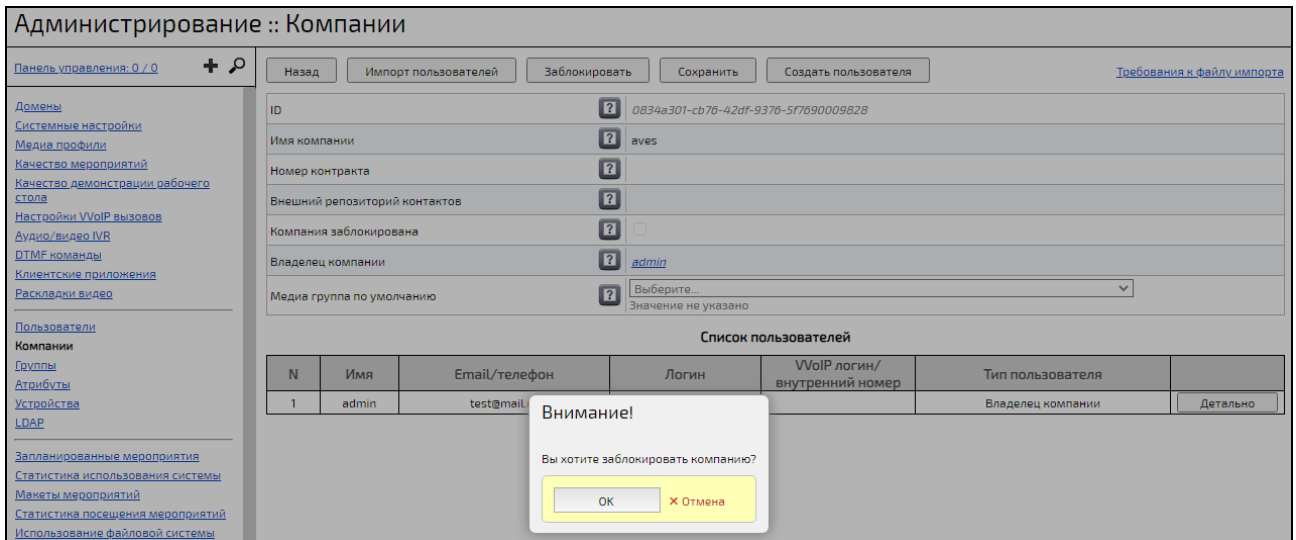 Администрирование :: Компании
Панель управления: 0 / 0
Назад Импорт пользователей Заблокировать Сохранить Создать пользователя Требования к файлу импорта
Домены
Системные настройки
Медиа профили
Качество мероприятий
Качество демонстрации рабочего
стола
Настройки VVoIP вызовов
Аудио/видео IVR
DTMF команды
Клиентские приложения
Раскладки видео
Пользователи
Компании
Группы
Атрибуты
Устройства
LDAP
Запланированные мероприятия
Статистика использования системы
Макеты мероприятий
Статистика посещения мероприятий
Использование файловой системы
ID ? 0834a301-cb76-42df-9376-5f7690009828
Имя компании ? aves
Номер контракта ?
Внешний репозиторий контактов ?
Компания заблокирована ?
Владелец компании ? admin
Медиа группа по умолчанию ? Выберите...
Значение не указано
Список пользователей
N Имя Email/телефон Логин VVoIP логин/ Тип пользователя
внутренний номер
1 admin test@mail. Владелец компании Детально
Внимание!
Вы хотите заблокировать компанию?
OK × Отмена